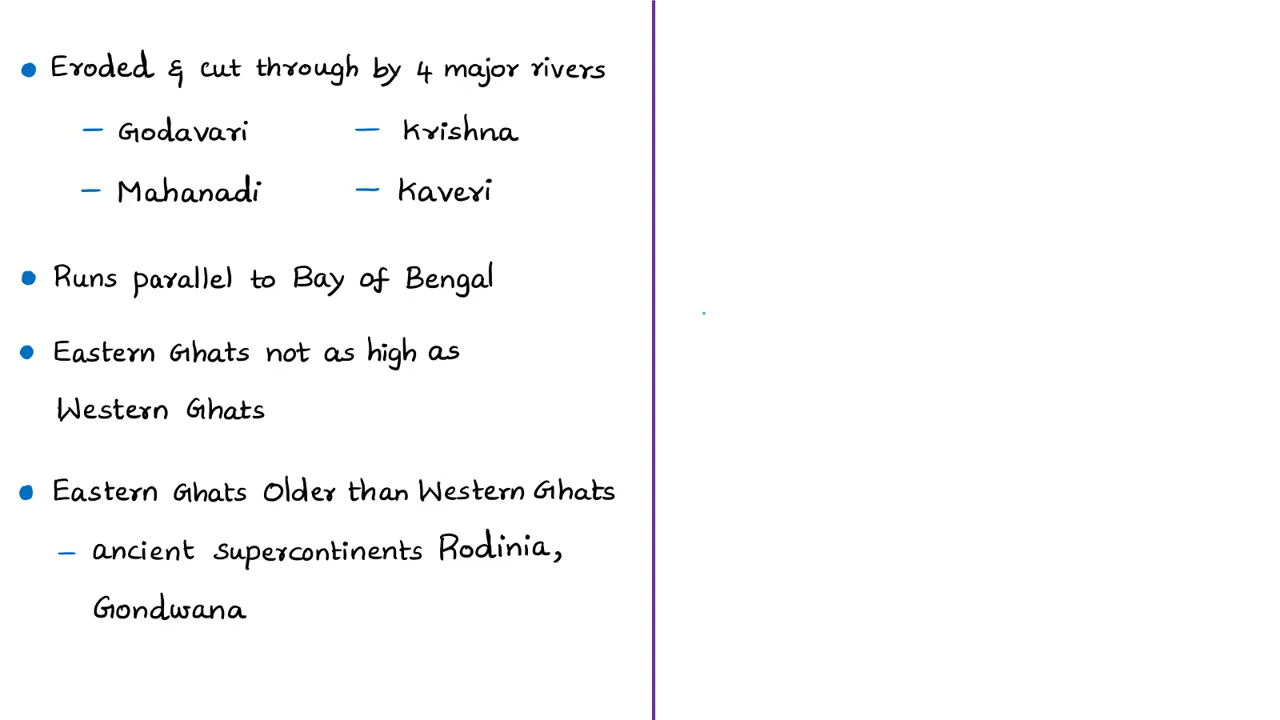 • Eroded & cut through by 4 major rivers
– Godavari – Krishna
– Mahanadi – Kaveri
• Runs parallel to Bay of Bengal
• Eastern Ghats not as high as
Western Ghats
• Eastern Ghats Older than Western Ghats
– ancient supercontinents Rodinia,
Gondwana